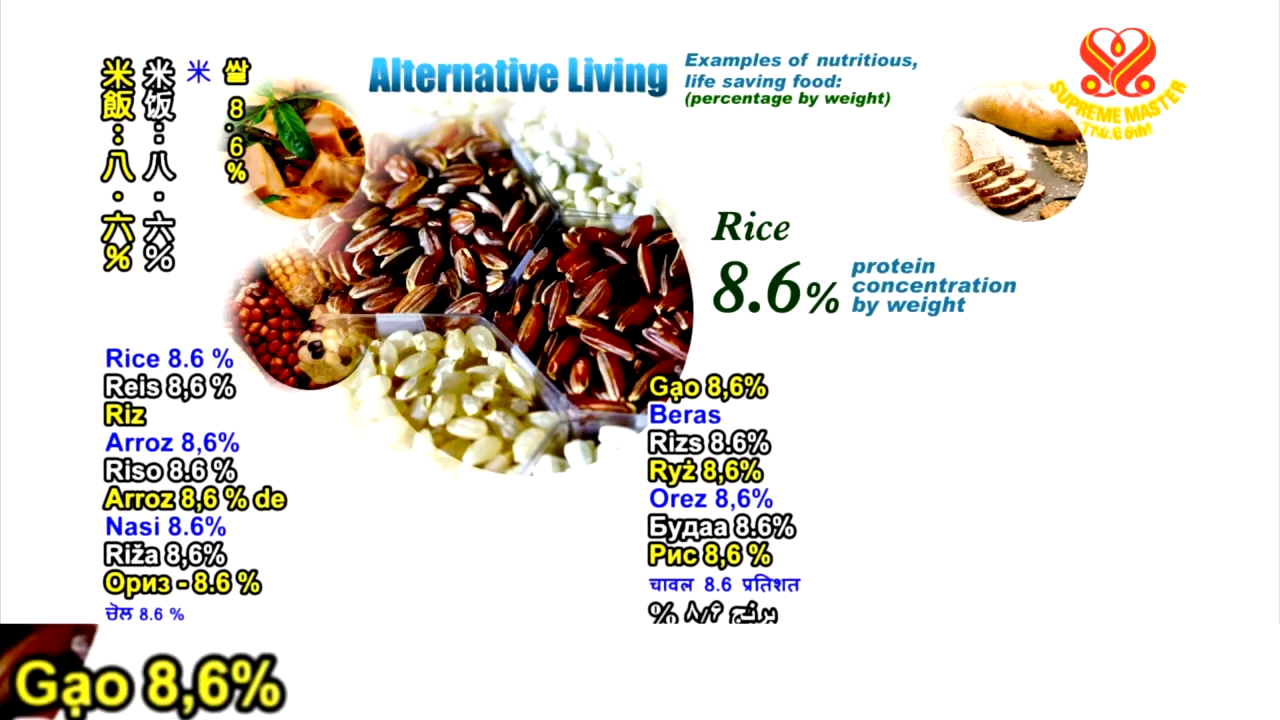 米飯：八・六%
米饭：八・六%
米
쌀 8.6%
Alternative Living
Examples of nutritious,
life saving food:
(percentage by weight)
SUPREME MASTER
Rice
8.6%
protein
concentration
by weight
Rice 8.6 %
Reis 8,6 %
Riz
Arroz 8,6%
Riso 8.6 %
Arroz 8,6 % de
Nasi 8.6%
Riža 8,6%
Ориз - 8.6 %
ਚੋਲ 8.6 %
Gạo 8,6%
Beras
Rizs 8.6%
Ryż 8,6%
Orez 8,6%
Будаа 8.6%
Рис 8,6 %
चावल 8.6 प्रतिशत
Gạo 8,6%